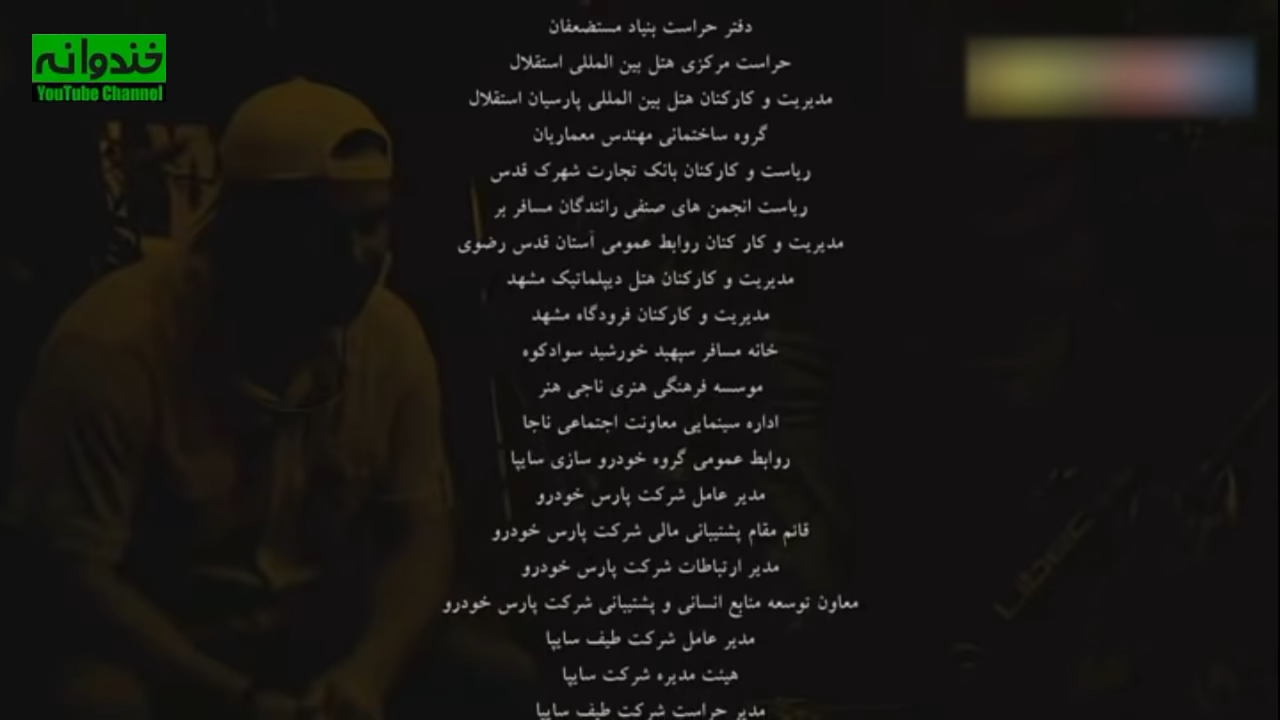 خندوانه
YouTube Channel
دفتر حراست بنیاد مستضعفان
حراست مرکزی هتل بین المللی استقلال
مدیریت و کارکنان هتل بین المللی پارسیان استقلال
گروه ساختمانی مهندس معماریان
ریاست و کارکنان بانک تجارت شهرک قدس
ریاست انجمن های صنفی رانندگان مسافر بر
مدیریت و کار کنان روابط عمومی آستان قدس رضوی
مدیریت و کارکنان هتل دیپلماتیک مشهد
مدیریت و کارکنان فرودگاه مشهد
خانه مسافر سپهبد خورشید سوادکوه
موسسه فرهنگی هنری ناجی هنر
اداره سینمایی معاونت اجتماعی ناجا
روابط عمومی گروه خودرو سازی سایپا
مدیر عامل شرکت پارس خودرو
قائم مقام پشتیبانی مالی شرکت پارس خودرو
مدیر ارتباطات شرکت پارس خودرو
معاون توسعه منابع انسانی و پشتیبانی شرکت پارس خودرو
مدیر عامل شرکت طیف سایپا
هیئت مدیره شرکت سایپا
مدیر حراست شرکت طیف سایپا